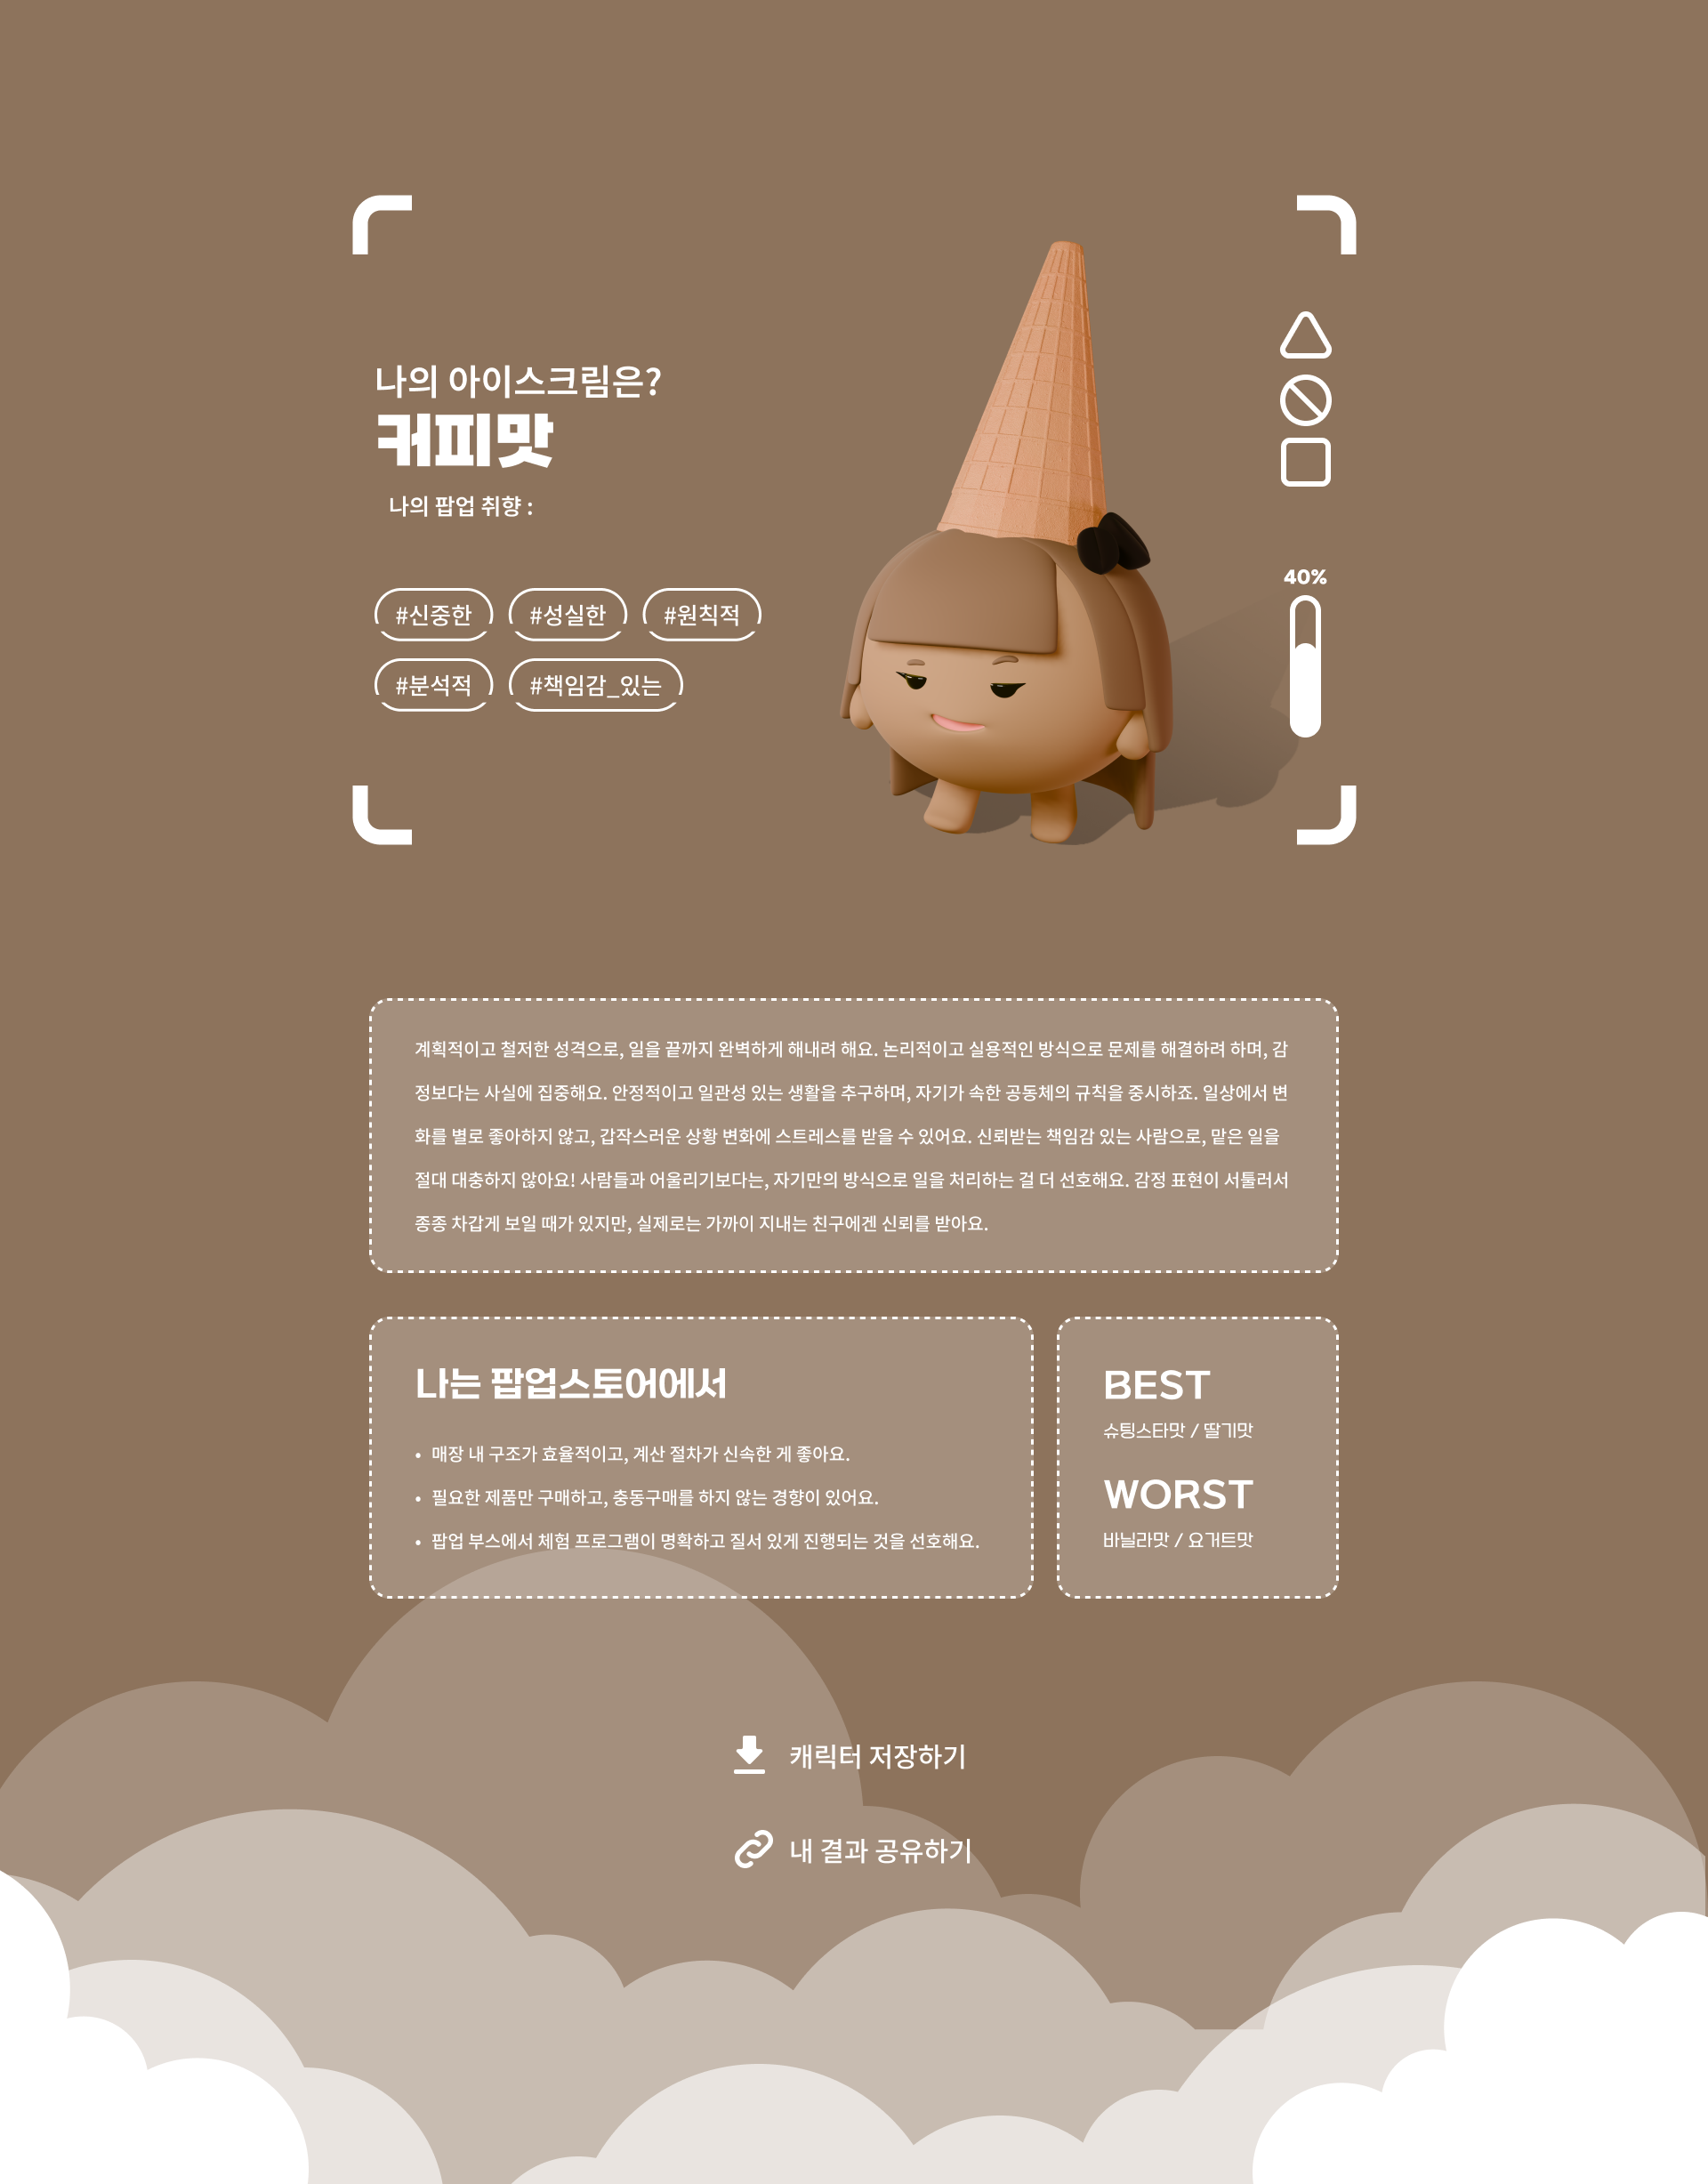 나의 아이스크림은?
커피맛
나의 팝업 취향 :
#신중한 #성실한 #원칙적
#분석적 #책임감_있는
40%
계획적이고 철저한 성격으로, 일을 끝까지 완벽하게 해내려 해요. 논리적이고 실용적인 방식으로 문제를 해결하려 하며, 감
정보다는 사실에 집중해요. 안정적이고 일관성 있는 생활을 추구하며, 자기가 속한 공동체의 규칙을 중시하죠. 일상에서 변
화를 별로 좋아하지 않고, 갑작스러운 상황 변화에 스트레스를 받을 수 있어요. 신뢰받는 책임감 있는 사람으로, 맡은 일을
절대 대충하지 않아요! 사람들과 어울리기보다는, 자기만의 방식으로 일을 처리하는 걸 더 선호해요. 감정 표현이 서툴러서
종종 차갑게 보일 때가 있지만, 실제로는 가까이 지내는 친구에겐 신뢰를 받아요.
나는 팝업스토어에서
• 매장 내 구조가 효율적이고, 계산 절차가 신속한 게 좋아요.
• 필요한 제품만 구매하고, 충동구매를 하지 않는 경향이 있어요.
• 팝업 부스에서 체험 프로그램이 명확하고 질서 있게 진행되는 것을 선호해요.
BEST
슈팅스타맛 / 딸기맛
WORST
바닐라맛 / 요거트맛
캐릭터 저장하기
내 결과 공유하기